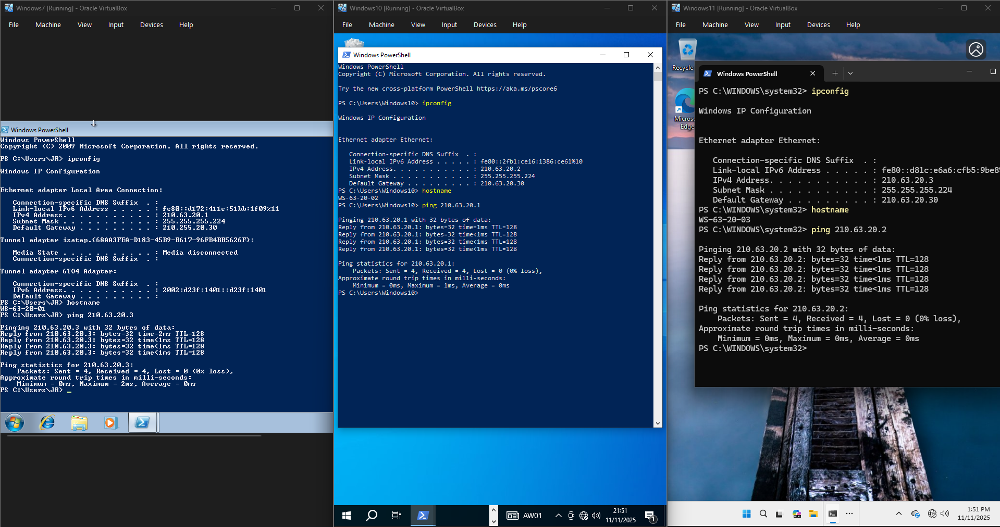 Windows7 [Running] - Oracle VirtualBox
File Machine View Input Devices Help
Windows PowerShell
Windows PowerShell
Copyright (C) 2009 Microsoft Corporation. All rights reserved.
PS C:\Users\JR> ipconfig
Windows IP Configuration
Ethernet adapter Local Area Connection:
Connection-specific DNS Suffix . :
Link-local IPv6 Address . . . . . : fe80::d172:411e:51bb:1f09%11
IPv4 Address. . . . . . . . . . . : 210.63.20.1
Subnet Mask . . . . . . . . . . . : 255.255.255.224
Default Gateway . . . . . . . . . : 210.255.20.30
Tunnel adapter isatap.{68AA3FEA-D183-45B9-B617-96FB4BB5626F}:
Media State . . . . . . . . . . . : Media disconnected
Connection-specific DNS Suffix . :
Tunnel adapter 6TO4 Adapter:
Connection-specific DNS Suffix . :
IPv6 Address. . . . . . . . . . . : 2002:d23f:1401::d23f:1401
Default Gateway . . . . . . . . . :
PS C:\Users\JR> hostname
WS-63-20-01
PS C:\Users\JR> ping 210.63.20.3
Pinging 210.63.20.3 with 32 bytes of data:
Reply from 210.63.20.3: bytes=32 time=2ms TTL=128
Reply from 210.63.20.3: bytes=32 time<1ms TTL=128
Reply from 210.63.20.3: bytes=32 time<1ms TTL=128
Reply from 210.63.20.3: bytes=32 time<1ms TTL=128
Ping statistics for 210.63.20.3:
Packets: Sent = 4, Received = 4, Lost = 0 (0% loss),
Approximate round trip times in milli-seconds:
Minimum = 0ms, Maximum = 2ms, Average = 0ms
PS C:\Users\JR> _
Windows10 [Running] - Oracle VirtualBox
File Machine View Input Devices Help
Windows PowerShell
Windows PowerShell
Copyright (C) Microsoft Corporation. All rights reserved.
Try the new cross-platform PowerShell https://aka.ms/pscore6
PS C:\Users\Windows10> ipconfig
Windows IP Configuration
Ethernet adapter Ethernet:
Connection-specific DNS Suffix . :
Link-local IPv6 Address . . . . . : fe80::2fb1:ce16:1386:ce61%10
IPv4 Address. . . . . . . . . . . : 210.63.20.2
Subnet Mask . . . . . . . . . . . : 255.255.255.224
Default Gateway . . . . . . . . . : 210.63.20.30
PS C:\Users\Windows10> hostname
WS-63-20-02
PS C:\Users\Windows10> ping 210.63.20.1
Pinging 210.63.20.1 with 32 bytes of data:
Reply from 210.63.20.1: bytes=32 time=1ms TTL=128
Reply from 210.63.20.1: bytes=32 time<1ms TTL=128
Reply from 210.63.20.1: bytes=32 time<1ms TTL=128
Reply from 210.63.20.1: bytes=32 time<1ms TTL=128
Ping statistics for 210.63.20.1:
Packets: Sent = 4, Received = 4, Lost = 0 (0% loss),
Approximate round trip times in milli-seconds:
Minimum = 0ms, Maximum = 1ms, Average = 0ms
PS C:\Users\Windows10>
AW01
21:51
11/11/2025
1
Windows11 [Running] - Oracle VirtualBox
File Machine View Input Devices Help
Recycle
Micros
Edge
Windows PowerShell
PS C:\WINDOWS\system32> ipconfig
Windows IP Configuration
Ethernet adapter Ethernet:
Connection-specific DNS Suffix . :
Link-local IPv6 Address . . . . . : fe80::d81c:e6a6:cfb5:9be8
IPv4 Address. . . . . . . . . . . : 210.63.20.3
Subnet Mask . . . . . . . . . . . : 255.255.255.224
Default Gateway . . . . . . . . . : 210.63.20.30
PS C:\WINDOWS\system32> hostname
WS-63-20-03
PS C:\WINDOWS\system32> ping 210.63.20.2
Pinging 210.63.20.2 with 32 bytes of data:
Reply from 210.63.20.2: bytes=32 time<1ms TTL=128
Reply from 210.63.20.2: bytes=32 time<1ms TTL=128
Reply from 210.63.20.2: bytes=32 time<1ms TTL=128
Reply from 210.63.20.2: bytes=32 time<1ms TTL=128
Ping statistics for 210.63.20.2:
Packets: Sent = 4, Received = 4, Lost = 0 (0% loss),
Approximate round trip times in milli-seconds:
Minimum = 0ms, Maximum = 0ms, Average = 0ms
PS C:\WINDOWS\system32>
1:51 PM
11/11/2025